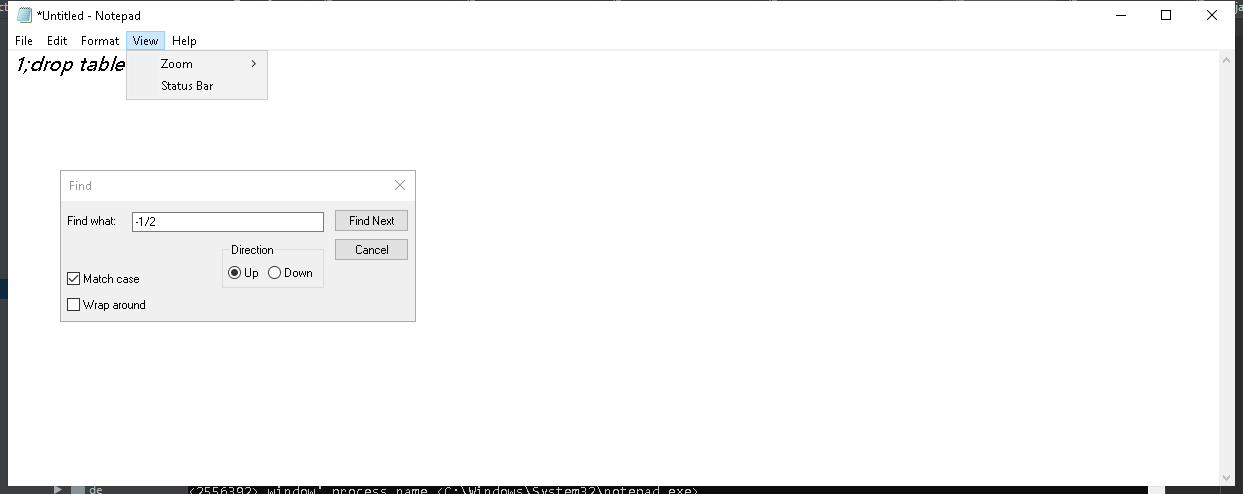 *Untitled - Notepad
File Edit Format View Help
1;drop table
Zoom
Status Bar
Find
Find what: -1/2 Find Next
Direction Cancel
Up Down
Match case
Wrap around
de <2556392> window' process name <C:\Windows\System32\notepad.exe>